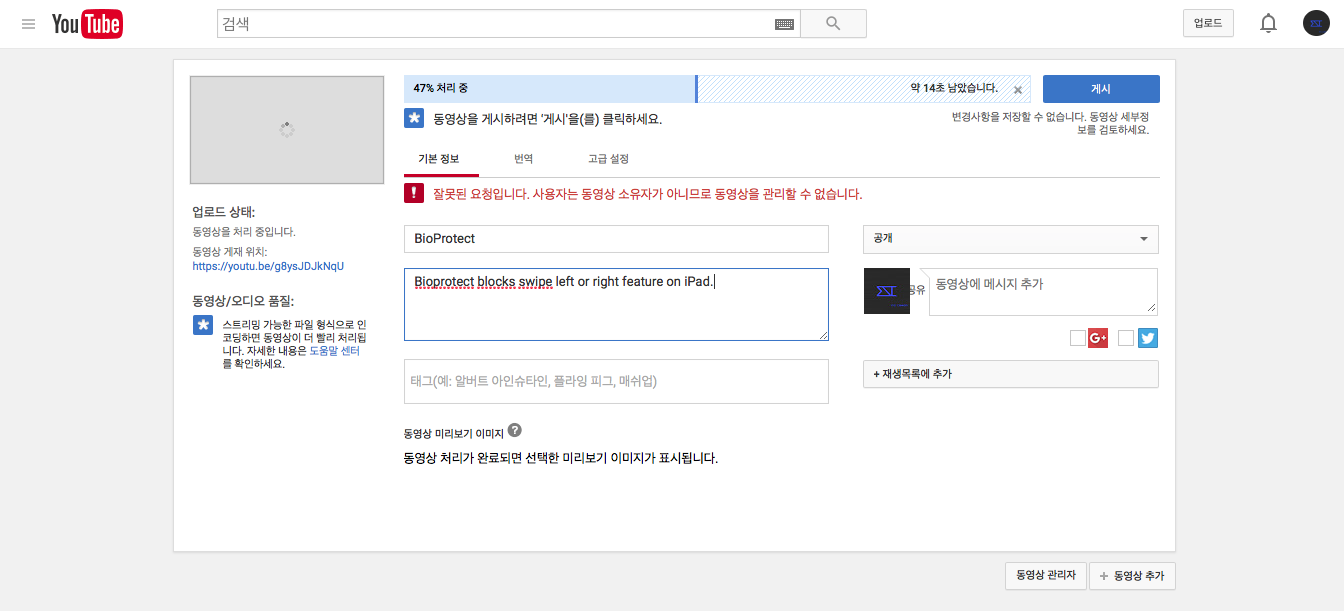 YouTube
검색
업로드
47% 처리 중
약 14초 남았습니다.
게시
동영상을 게시하려면 '게시'을(를) 클릭하세요.
변경사항을 저장할 수 없습니다. 동영상 세부정
보를 검토하세요.
기본 정보
번역
고급 설정
잘못된 요청입니다. 사용자는 동영상 소유자가 아니므로 동영상을 관리할 수 없습니다.
업로드 상태:
동영상을 처리 중입니다.
동영상 게재 위치:
https://youtu.be/g8ysJDJkNqU
동영상/오디오 품질:
스트리밍 가능한 파일 형식으로 인
코딩하면 동영상이 더 빨리 처리됩
니다. 자세한 내용은 도움말 센터
를 확인하세요.
BioProtect
Bioprotect blocks swipe left or right feature on iPad.
태그(예: 알버트 아인슈타인, 플라잉 피그, 매쉬업)
동영상 미리보기 이미지
동영상 처리가 완료되면 선택한 미리보기 이미지가 표시됩니다.
공개
공유
동영상에 메시지 추가
G+
+ 재생목록에 추가
동영상 관리자
+ 동영상 추가